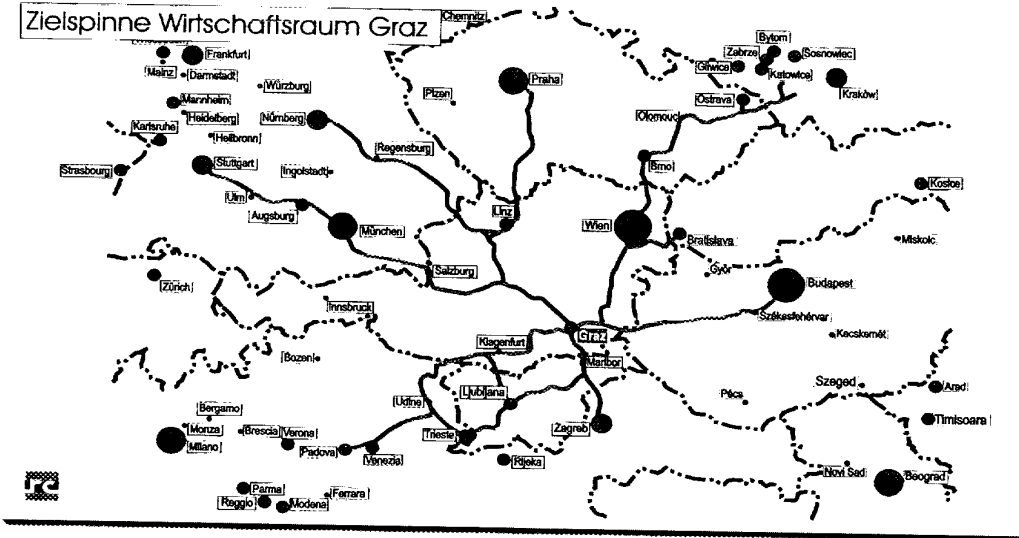 Zielspinne Wirtschaftsraum Graz
Chemnitz
Frankfurt
Mainz
Darmstadt
Würzburg
Mannheim
Heidelberg
Karlsruhe
Heilbronn
Nürnberg
Regensburg
Strasbourg
Stuttgart
Ingolstadt
Ulm
Augsburg
München
Plzen
Praha
Linz
Bytom
Zabrze
Sosnowiec
Gliwice
Katowice
Kraków
Ostrava
Olomouc
Brno
Wien
Bratislava
Kosice
Miskolc
Györ
Budapest
Székesfehérvar
Kecskemét
Zürich
Salzburg
Innsbruck
Klagenfurt
Graz
Maribor
Bozen
Ljubljana
Udine
Pécs
Szeged
Arad
Timisoara
Bergamo
Monza
Milano
Brescia
Verona
Padova
Venezia
Trieste
Rijeka
Zagreb
Novi Sad
Beograd
Parma
Reggio
Modena
Ferrara